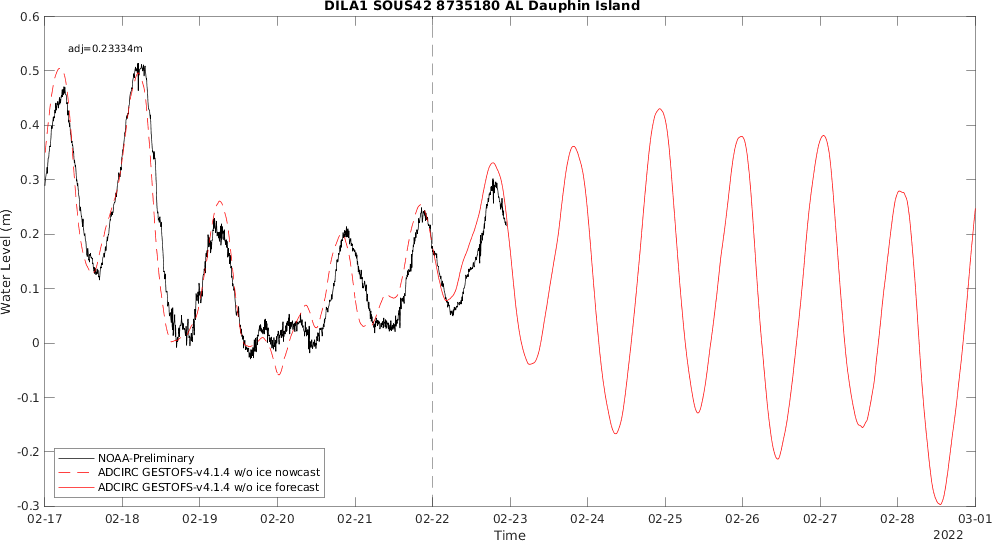 DILA1 SOUS42 8735180 AL Dauphin Island
adj=0.23334m
0.6
0.5
0.4
0.3
0.2
0.1
0
-0.1
-0.2
-0.3
Water Level (m)
NOAA-Preliminary
ADCIRC GESTOFS-v4.1.4 w/o ice nowcast
ADCIRC GESTOFS-v4.1.4 w/o ice forecast
02-17 02-18 02-19 02-20 02-21 02-22 02-23 02-24 02-25 02-26 02-27 02-28 03-01
Time
2022